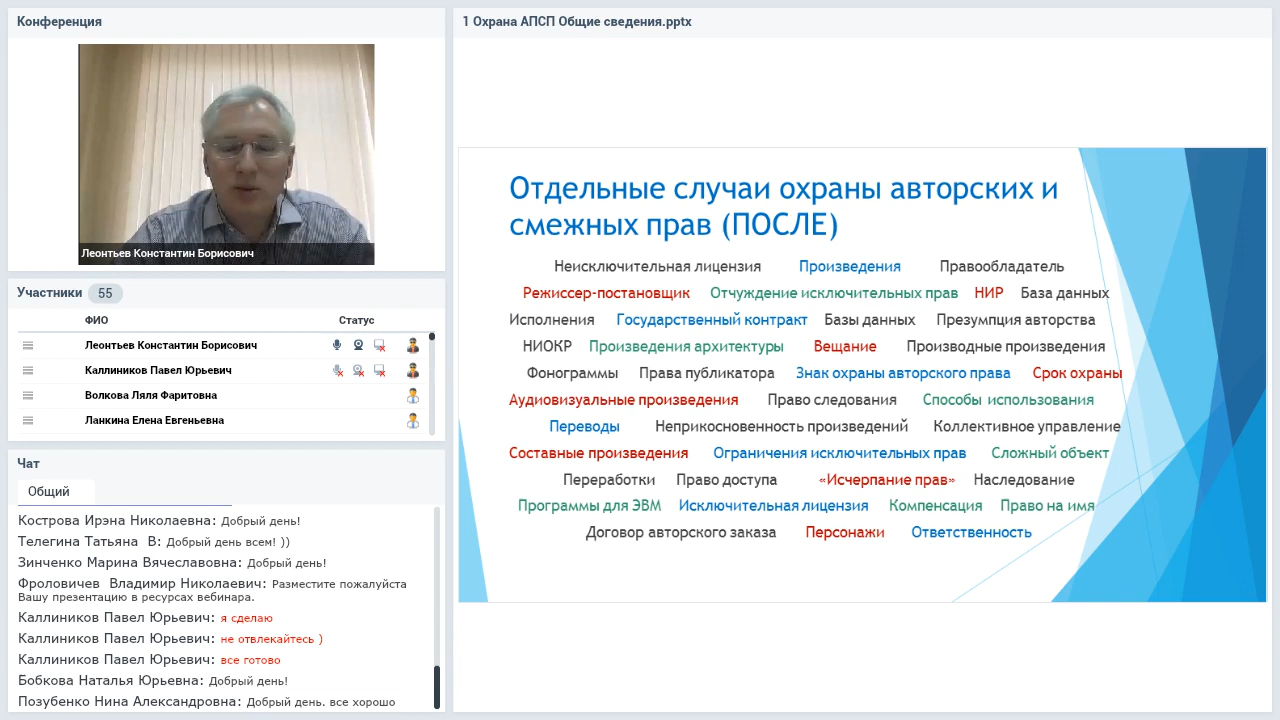 Конференция
Леонтьев Константин Борисович
Участники 55
ФИО Статус
Леонтьев Константин Борисович
Каллиников Павел Юрьевич
Волкова Ляля Фаритовна
Ланкина Елена Евгеньевна
Чат
Общий
Кострова Ирэна Николаевна: Добрый день!
Телегина Татьяна В: Добрый день всем! ))
Зинченко Марина Вячеславовна: Добрый день!
Фроловичев Владимир Николаевич: Разместите пожалуйста
Вашу презентацию в ресурсах вебинара.
Каллиников Павел Юрьевич: я сделаю
Каллиников Павел Юрьевич: не отвлекайтесь )
Каллиников Павел Юрьевич: все готово
Бобкова Наталья Юрьевна: Добрый день!
Позубенко Нина Александровна: Добрый день. все хорошо
1 Охрана АПСП Общие сведения.pptx
Отдельные случаи охраны авторских и
смежных прав (ПОСЛЕ)
Неисключительная лицензия Произведения Правообладатель
Режиссер-постановщик Отчуждение исключительных прав НИР База данных
Исполнения Государственный контракт Базы данных Презумпция авторства
НИОКР Произведения архитектуры Вещание Производные произведения
Фонограммы Права публикатора Знак охраны авторского права Срок охраны
Аудиовизуальные произведения Право следования Способы использования
Переводы Неприкосновенность произведений Коллективное управление
Составные произведения Ограничения исключительных прав Сложный объект
Переработки Право доступа «Исчерпание прав» Наследование
Программы для ЭВМ Исключительная лицензия Компенсация Право на имя
Договор авторского заказа Персонажи Ответственность